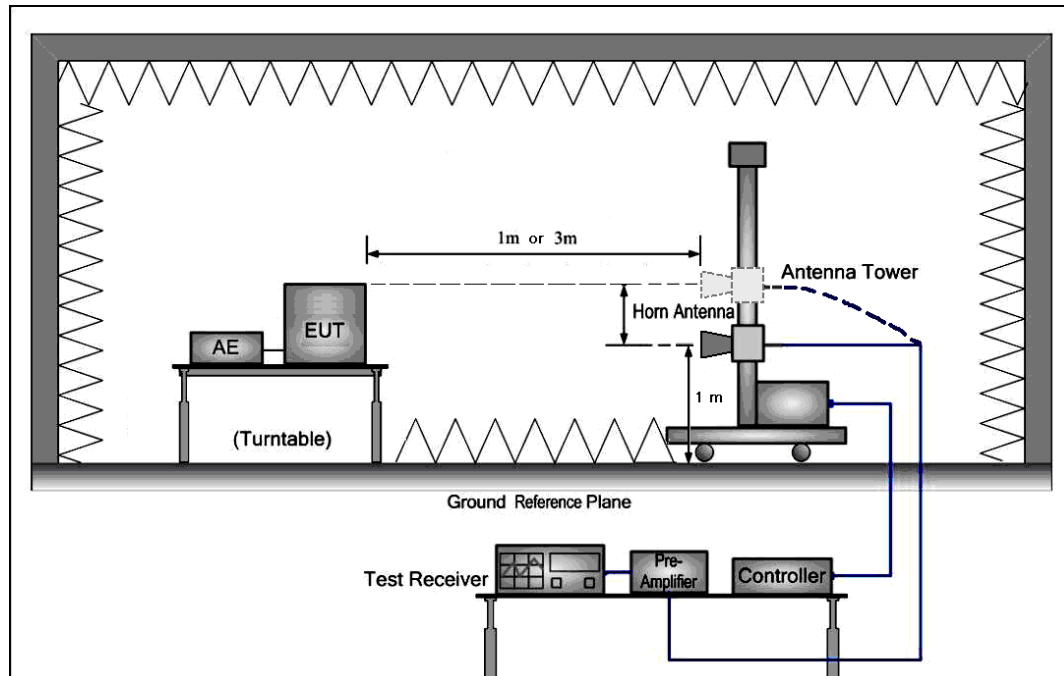 1m or 3m
Antenna Tower
Horn Antenna
EUT
AE
1 m
(Turntable)
Ground Reference Plane
Test Receiver
Pre-
Amplifier
Controller